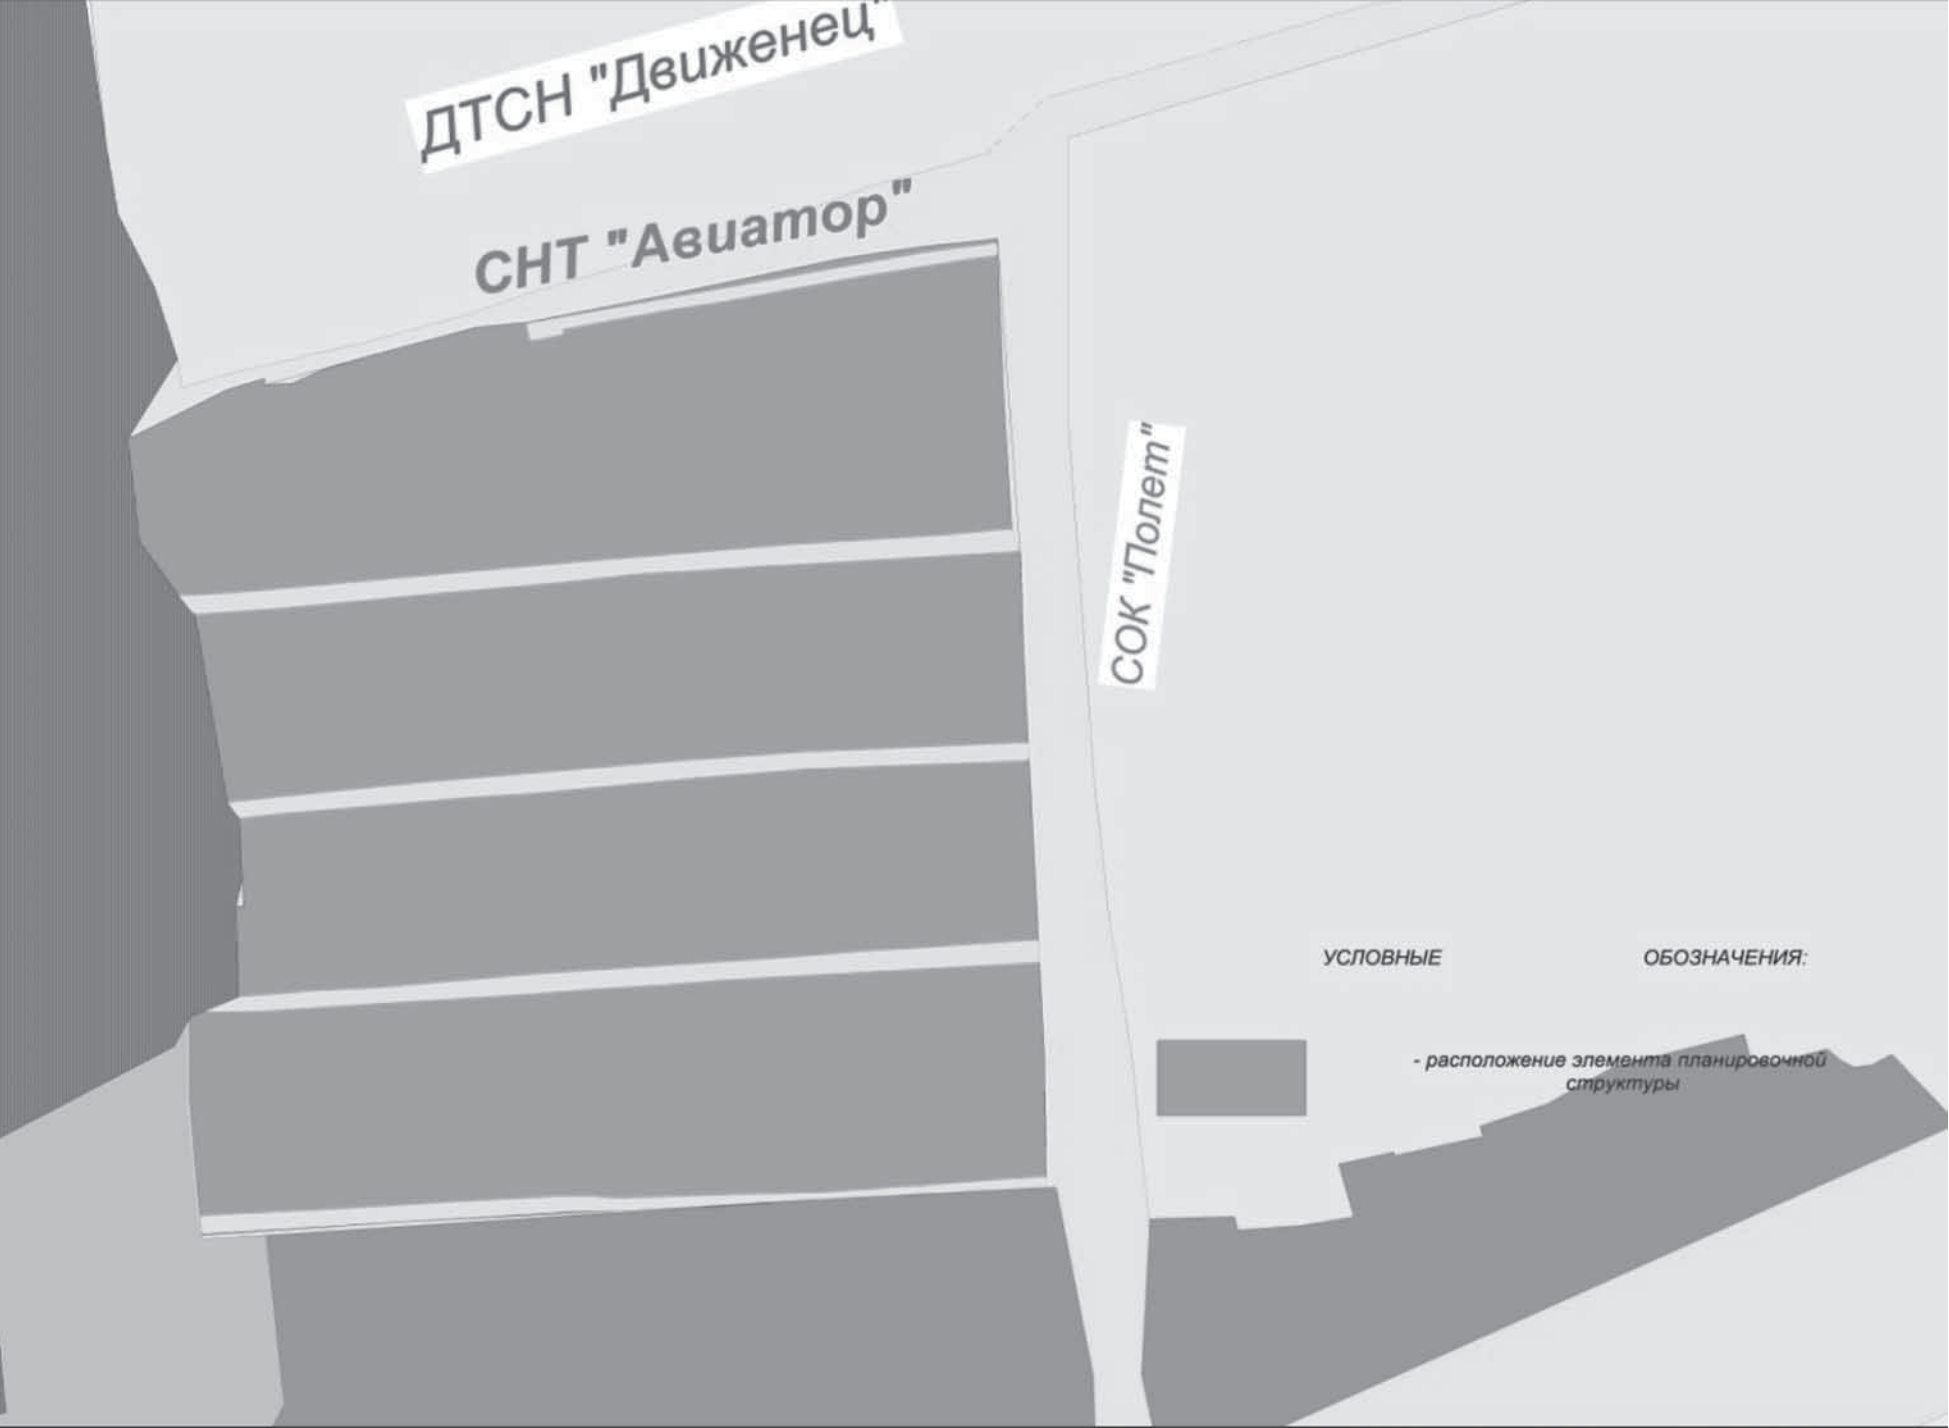 ДТСН "Движенец"
СНТ "Авиатор"
СОК "Полет"
УСЛОВНЫЕ ОБОЗНАЧЕНИЯ:
- расположение элемента планировочной
структуры